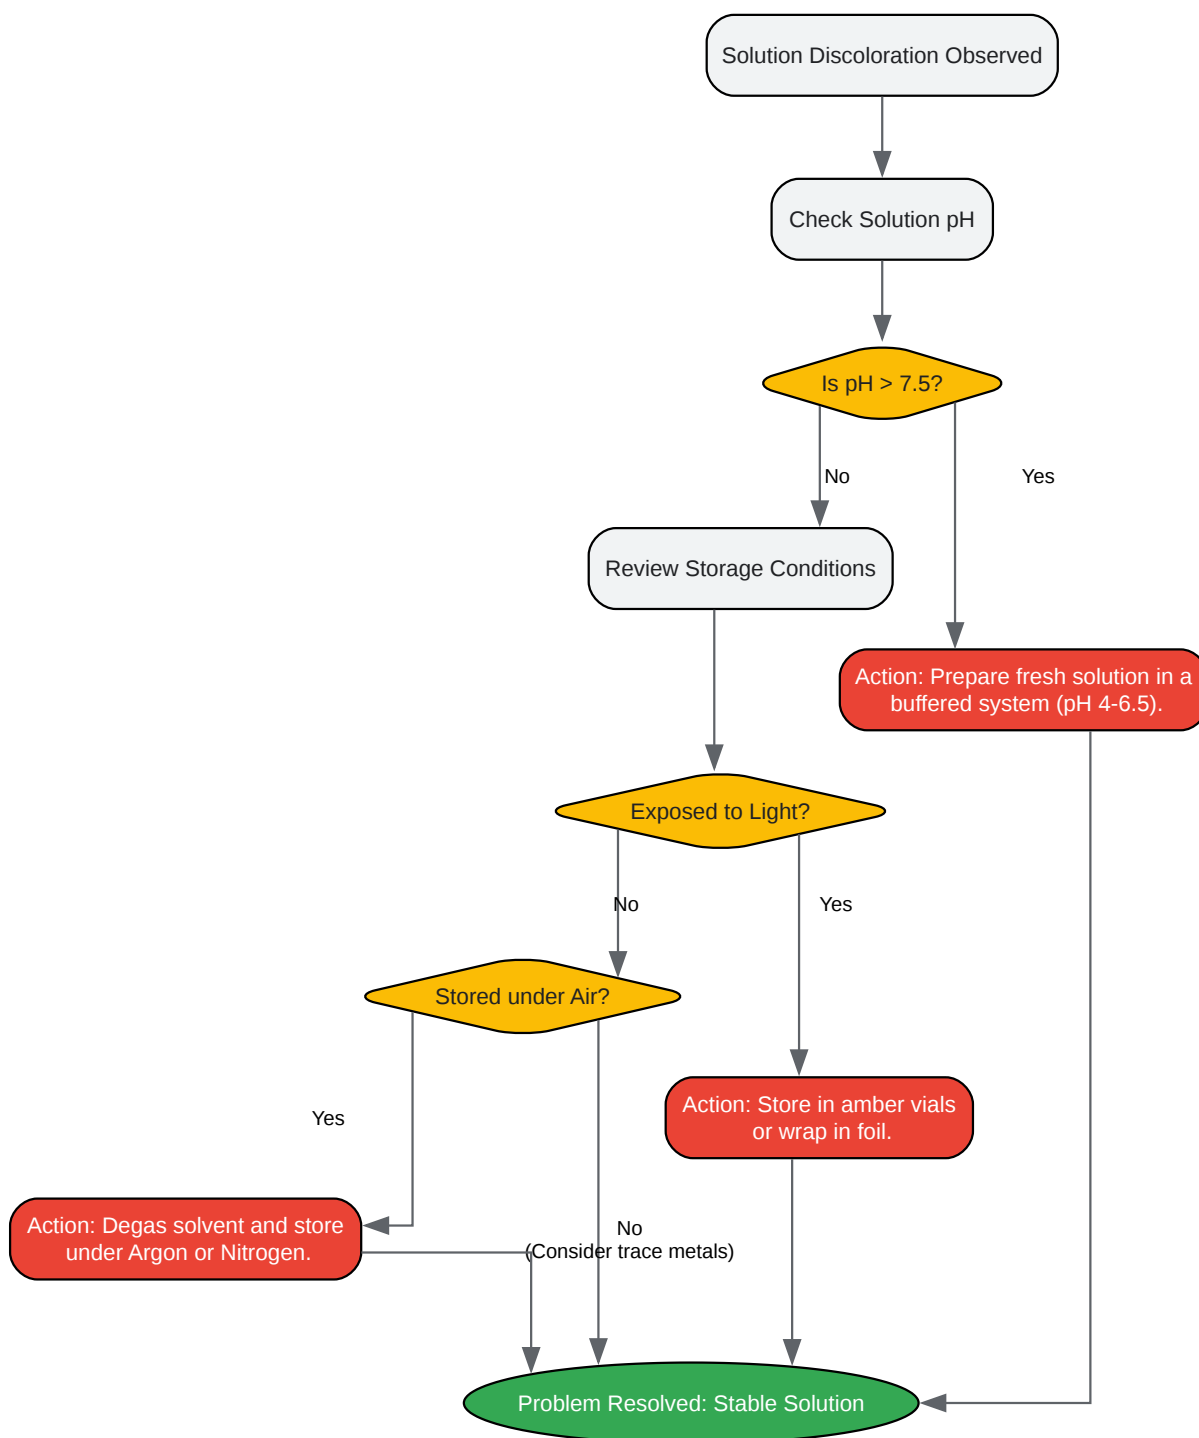 Solution Discoloration Observed
Check Solution pH
Is pH > 7.5?
No
Yes
Review Storage Conditions
Action: Prepare fresh solution in a
buffered system (pH 4-6.5).
Exposed to Light?
No
Yes
Stored under Air?
Action: Store in amber vials
or wrap in foil.
Yes
Action: Degas solvent and store
under Argon or Nitrogen.
No
(Consider trace metals)
Problem Resolved: Stable Solution